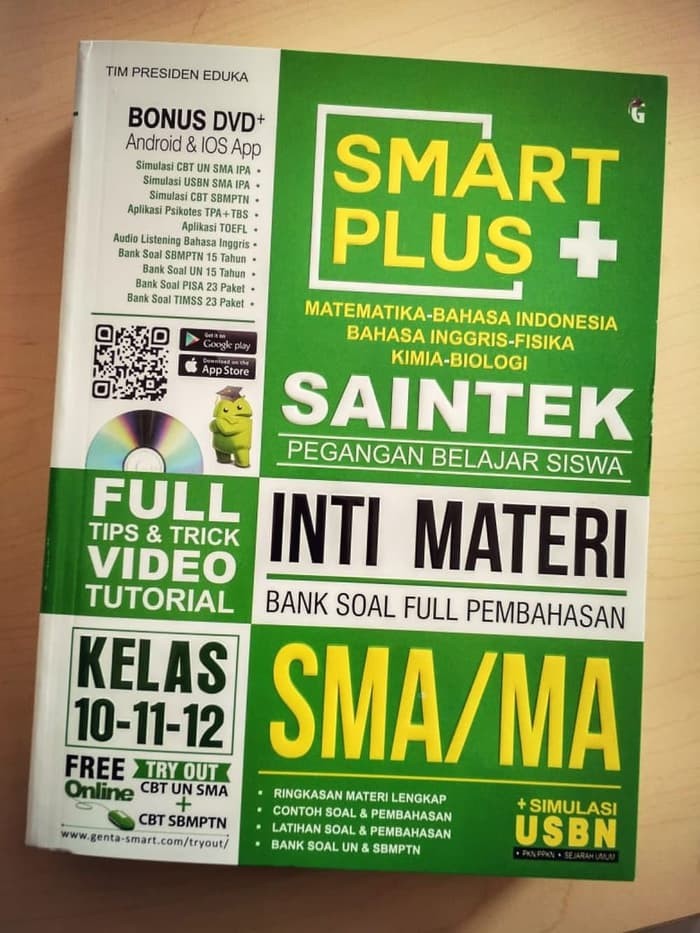 TIM PRESIDEN EDUKA
BONUS DVD+
Android & IOS App
Simulasi CBT UN SMA IPA •
Simulasi USBN SMA IPA •
Simulasi CBT SBMPTN •
Aplikasi Psikotes TPA+TBS •
Aplikasi TOEFL •
Audio Listening Bahasa Inggris •
Bank Soal SBMPTN 15 Tahun •
Bank Soal UN 15 Tahun •
Bank Soal PISA 23 Paket •
Bank Soal TIMSS 23 Paket •
Get it on
Google play
Download on the
App Store
FULL
TIPS & TRICK
VIDEO
TUTORIAL
KELAS
10-11-12
FREE TRY OUT
Online CBT UN SMA
+
CBT SBMPTN
www.genta-smart.com/tryout/
G
SMART
PLUS +
MATEMATIKA-BAHASA INDONESIA
BAHASA INGGRIS-FISIKA
KIMIA-BIOLOGI
SAINTEK
PEGANGAN BELAJAR SISWA
INTI MATERI
BANK SOAL FULL PEMBAHASAN
SMA/MA
• RINGKASAN MATERI LENGKAP
• CONTOH SOAL & PEMBAHASAN
• LATIHAN SOAL & PEMBAHASAN
• BANK SOAL UN & SBMPTN
+ SIMULASI
USBN
• PKN/PPKN • SEJARAH UMUM